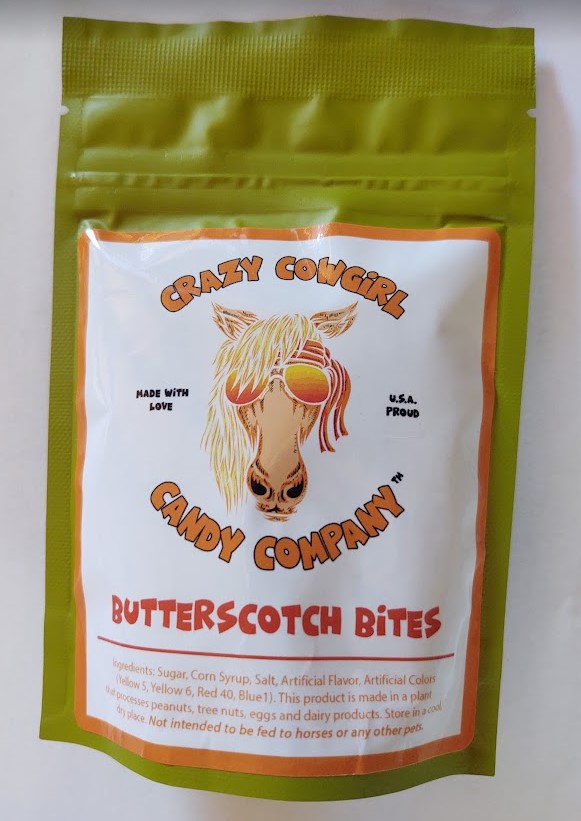 CRAZY COWGiRL
MADE WiTH
LOVE
U.S.A.
PROUD
CANDY COMPANY™
BUTTERSCOTCH BiTES
Ingredients: Sugar, Corn Syrup, Salt, Artificial Flavor, Artificial Colors
(Yellow 5, Yellow 6, Red 40, Blue1). This product is made in a plant
that processes peanuts, tree nuts, eggs and dairy products. Store in a cool,
dry place. Not intended to be fed to horses or any other pets.